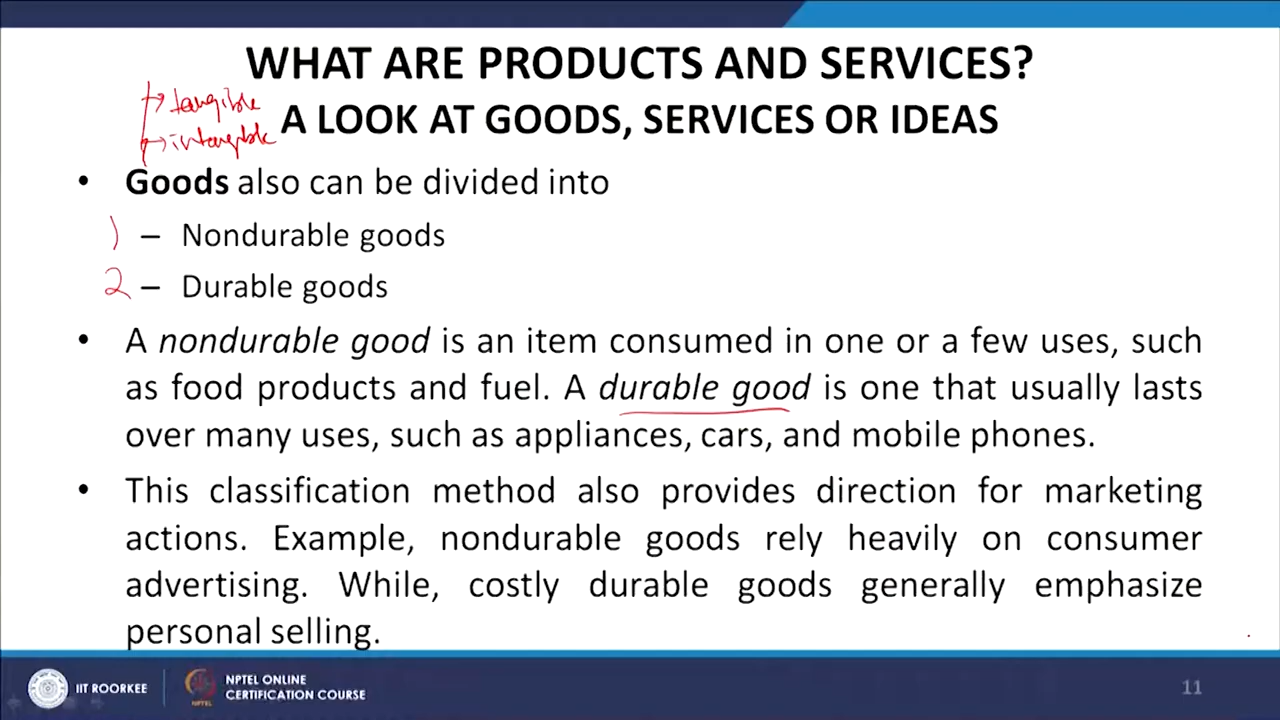 WHAT ARE PRODUCTS AND SERVICES?
→ tangible
A LOOK AT GOODS, SERVICES OR IDEAS
→ intangible
• Goods also can be divided into
1) – Nondurable goods
2 – Durable goods
• A nondurable good is an item consumed in one or a few uses, such
as food products and fuel. A durable good is one that usually lasts
over many uses, such as appliances, cars, and mobile phones.
• This classification method also provides direction for marketing
actions. Example, nondurable goods rely heavily on consumer
advertising. While, costly durable goods generally emphasize
personal selling.
IIT ROORKEE
NPTEL
NPTEL ONLINE
CERTIFICATION COURSE
11